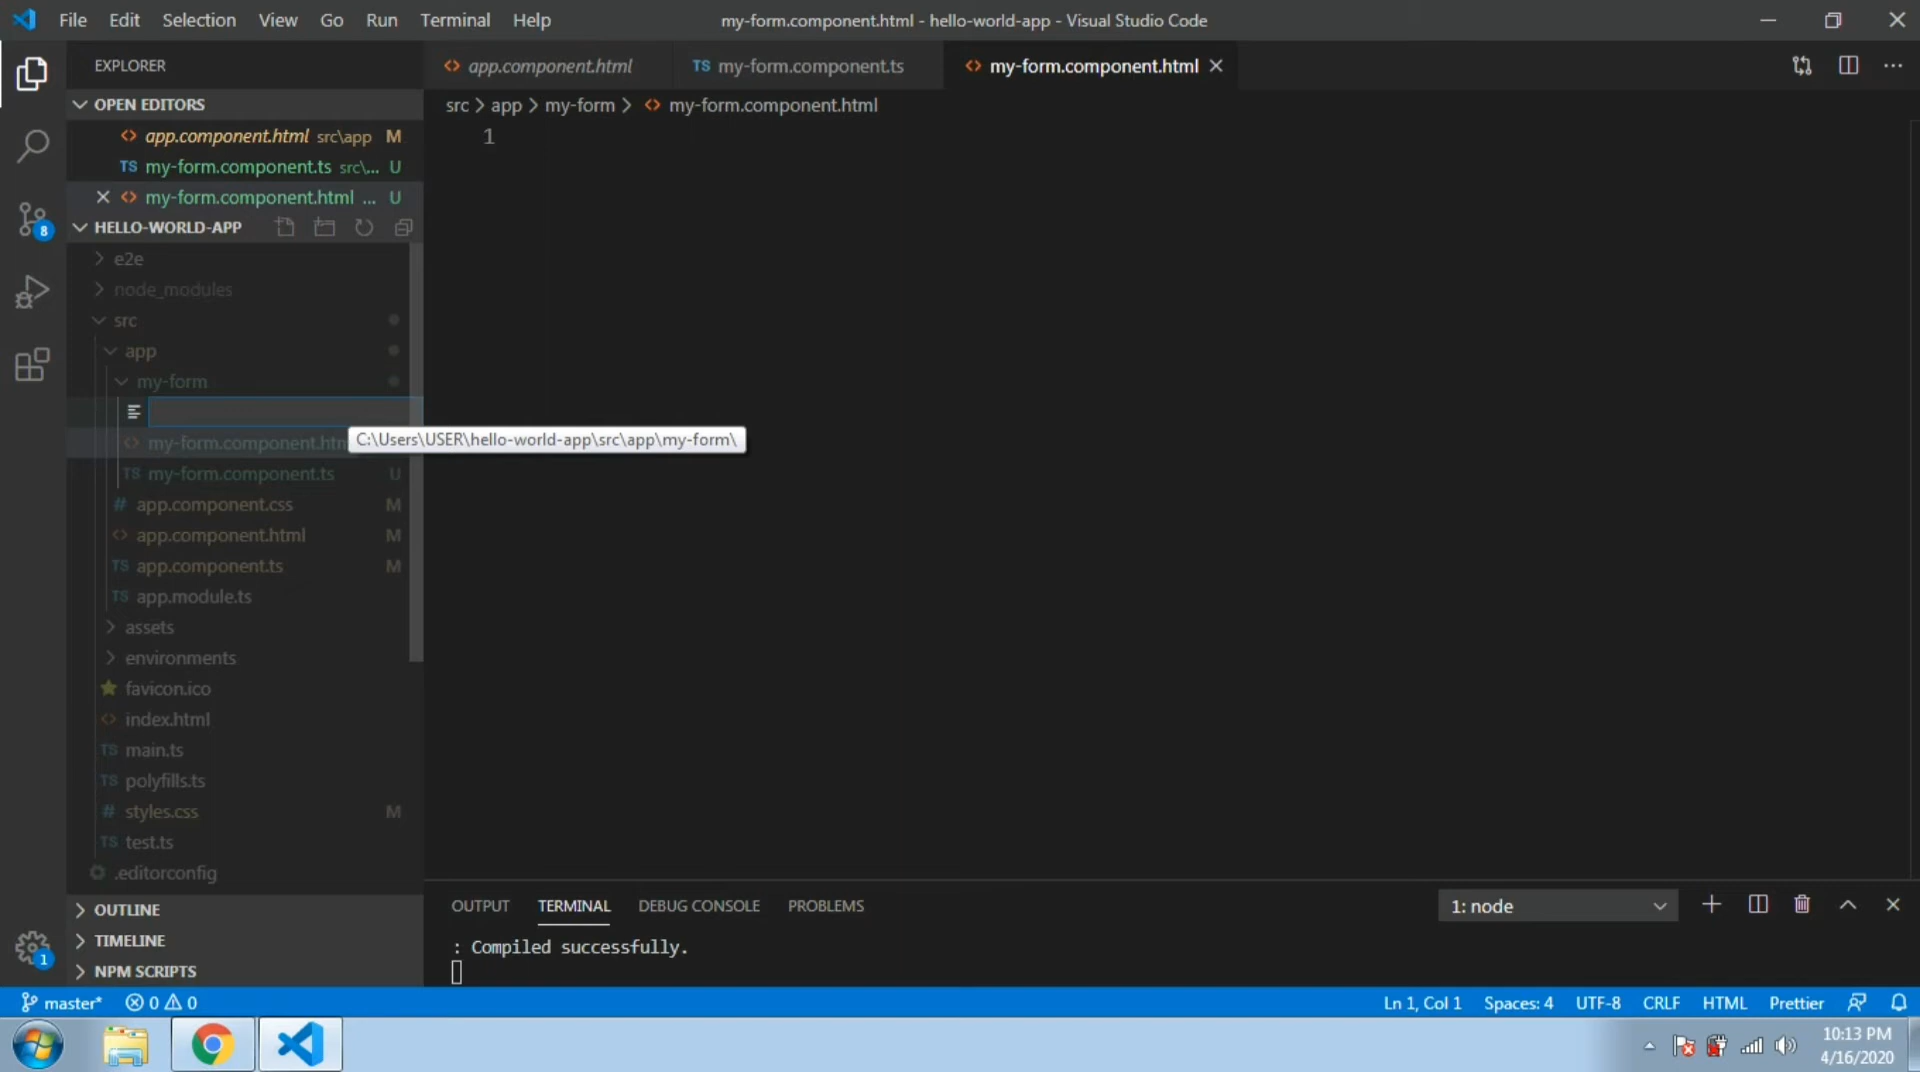 File Edit Selection View Go Run Terminal Help my-form.component.html - hello-world-app - Visual Studio Code
EXPLORER
app.component.html TS my-form.component.ts my-form.component.html
OPEN EDITORS
src > app > my-form > my-form.component.html
app.component.html src\app M
1
TS my-form.component.ts src\... U
my-form.component.html ... U
8
HELLO-WORLD-APP
e2e
node_modules
src
app
my-form
my-form.component.htm
C:\Users\USER\hello-world-app\src\app\my-form\
TS my-form.component.ts U
# app.component.css M
app.component.html M
TS app.component.ts M
TS app.module.ts
assets
environments
favicon.ico
index.html
TS main.ts
TS polyfills.ts
# styles.css M
TS test.ts
.editorconfig
OUTLINE
OUTPUT TERMINAL DEBUG CONSOLE PROBLEMS 1: node
TIMELINE
: Compiled successfully.
1
NPM SCRIPTS
master* 0 0 Ln 1, Col 1 Spaces: 4 UTF-8 CRLF HTML Prettier
10:13 PM
4/16/2020